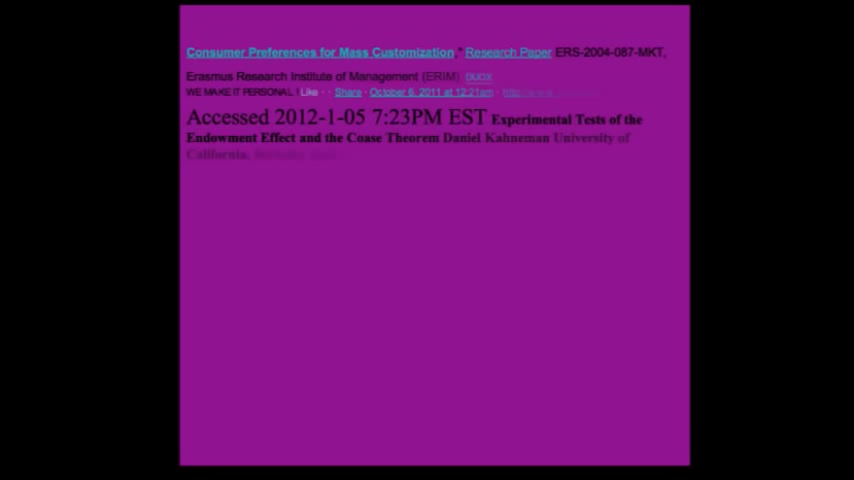 Consumer Preferences for Mass Customization," Research Paper ERS-2004-087-MKT,
Erasmus Research Institute of Management (ERIM)
WE MAKE IT PERSONAL ! Like · · Share · October 6, 2011 at 12:21am ·
Accessed 2012-1-05 7:23PM EST Experimental Tests of the
Endowment Effect and the Coase Theorem Daniel Kahneman University of
California,